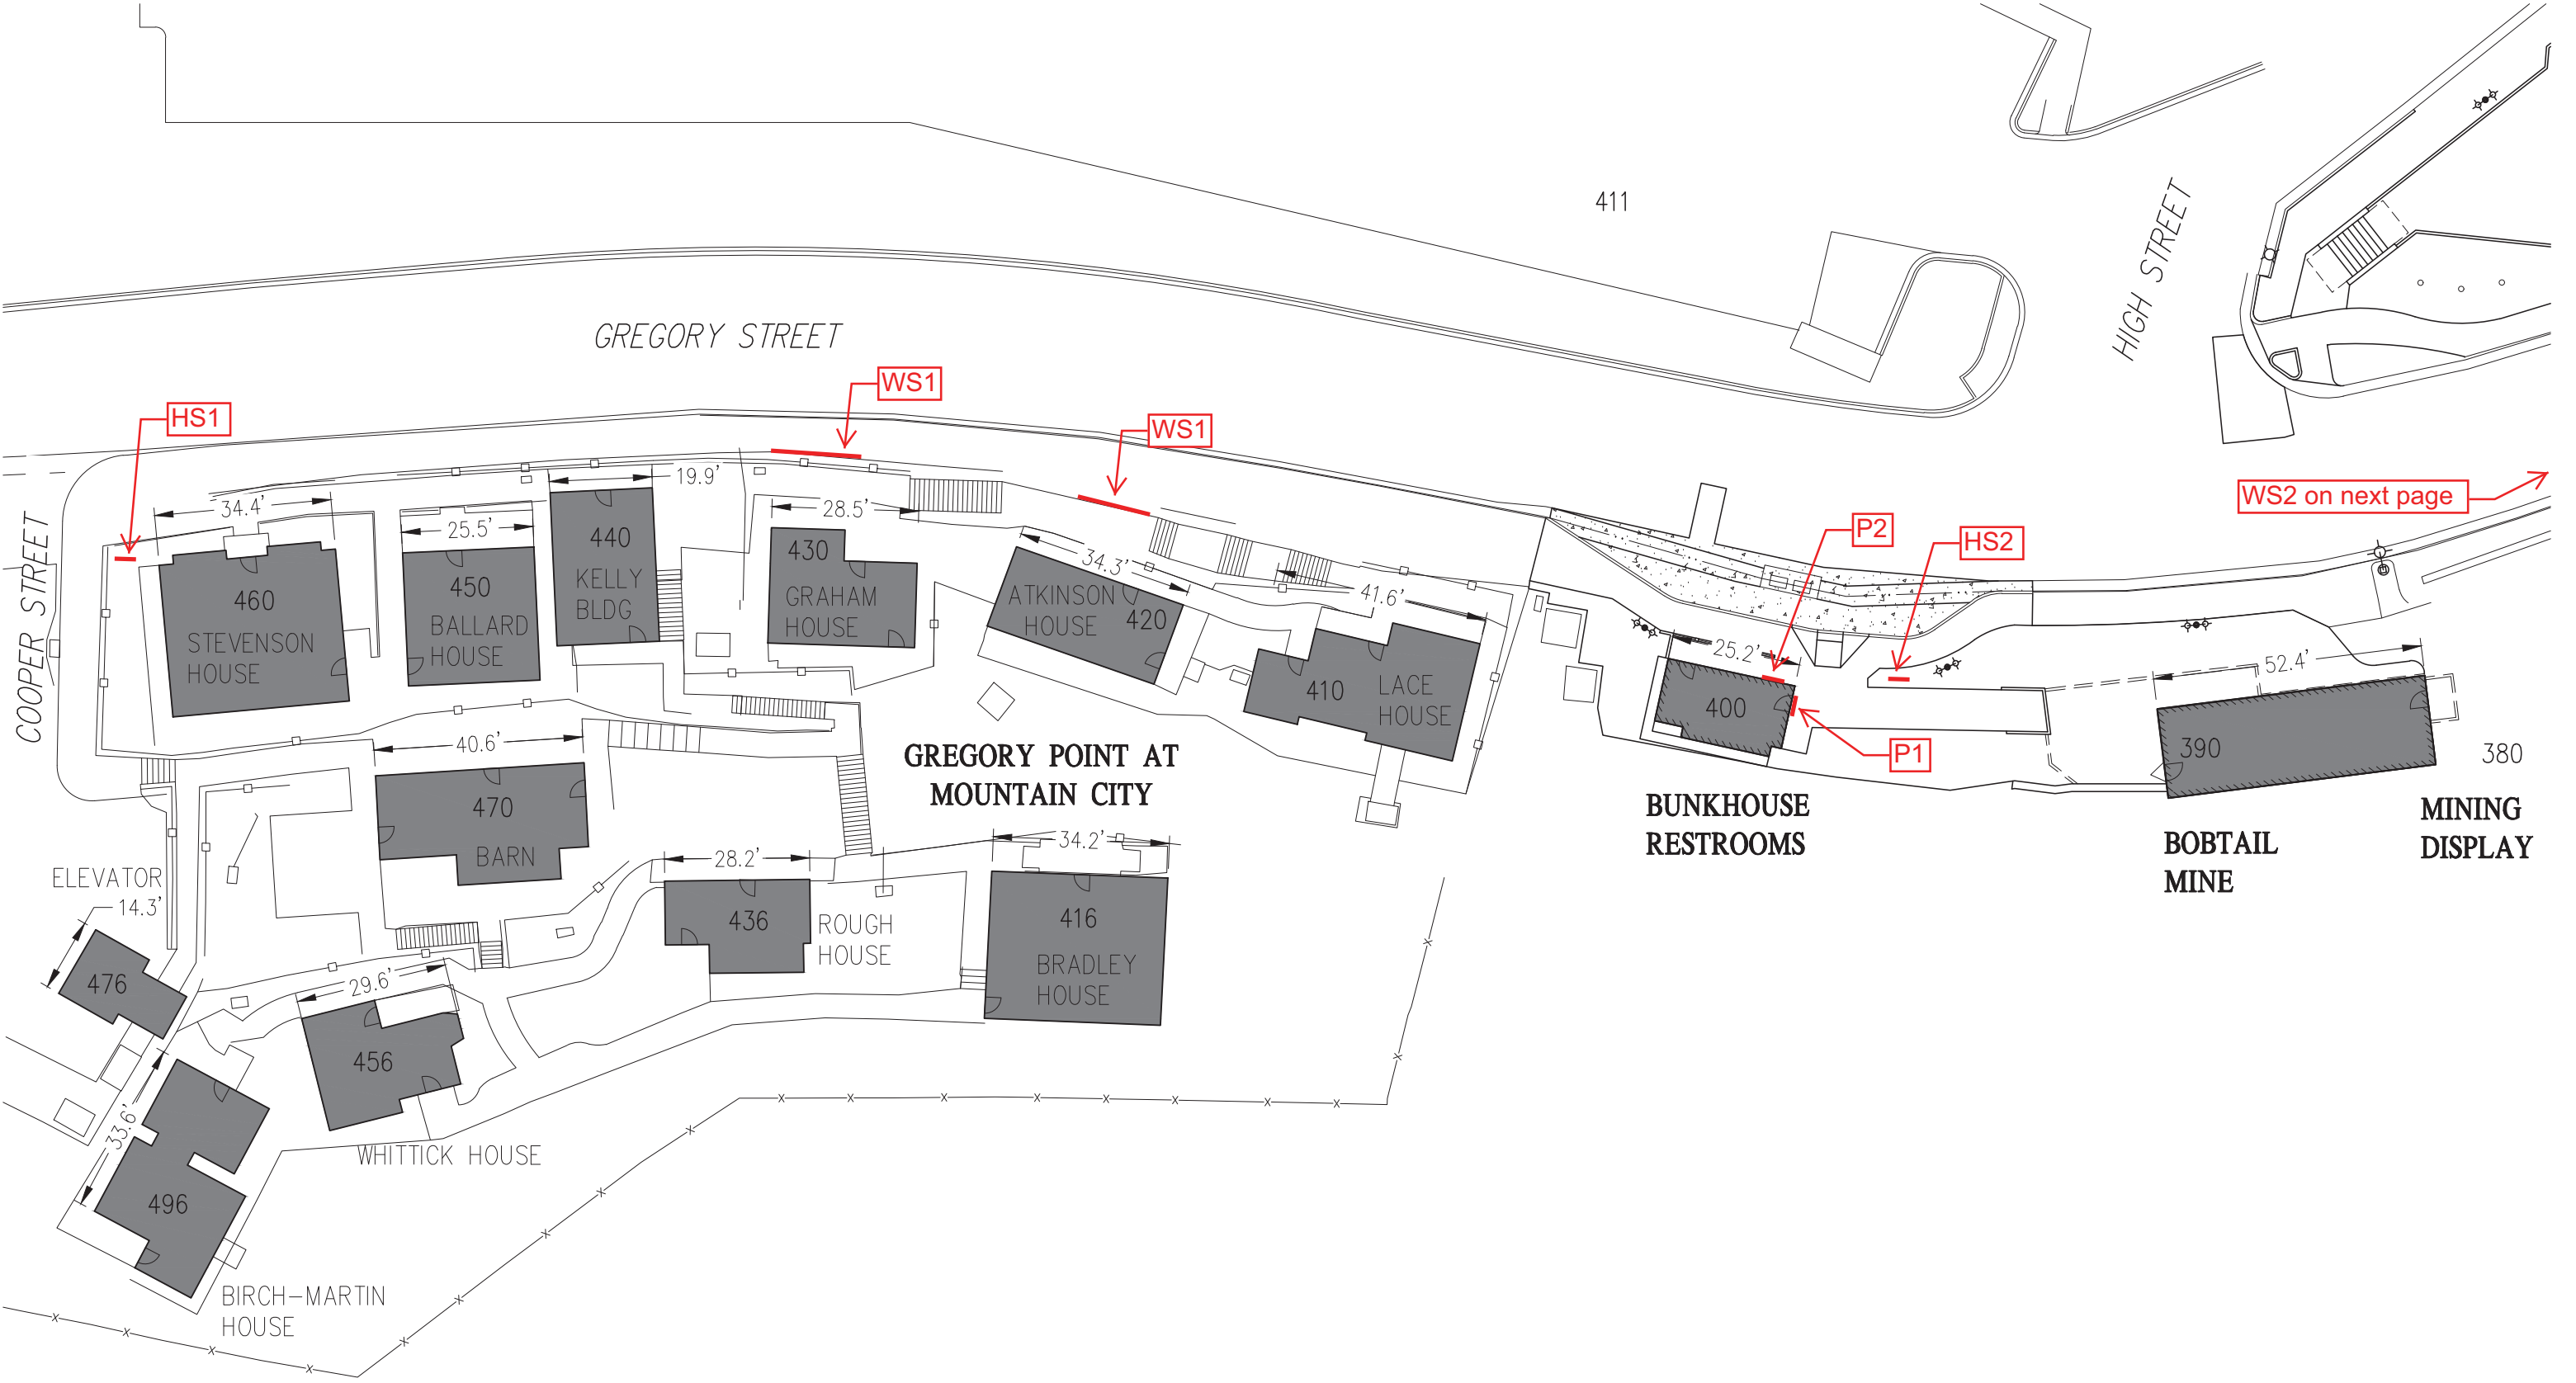 411
HIGH STREET
GREGORY STREET
WS1
HS1
WS1
WS2 on next page
COOPER STREET
34.4'
25.5'
19.9'
28.5'
34.3'
41.6'
P2
HS2
25.2'
52.4'
460
STEVENSON
HOUSE
450
BALLARD
HOUSE
440
KELLY
BLDG
430
GRAHAM
HOUSE
ATKINSON
HOUSE
420
410
LACE
HOUSE
400
P1
390
380
GREGORY POINT AT
MOUNTAIN CITY
BUNKHOUSE
RESTROOMS
BOBTAIL
MINE
MINING
DISPLAY
40.6'
470
BARN
28.2'
436
ROUGH
HOUSE
34.2'
416
BRADLEY
HOUSE
ELEVATOR
14.3'
476
29.6'
456
WHITTICK HOUSE
33.6'
496
BIRCH-MARTIN
HOUSE